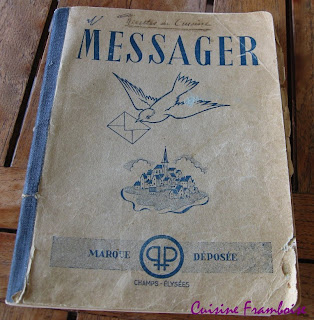 Recettes de Cuisine
MESSAGER
MARQUE DÉPOSÉE
CHAMPS-ÉLYSÉES
Cuisine Framboise